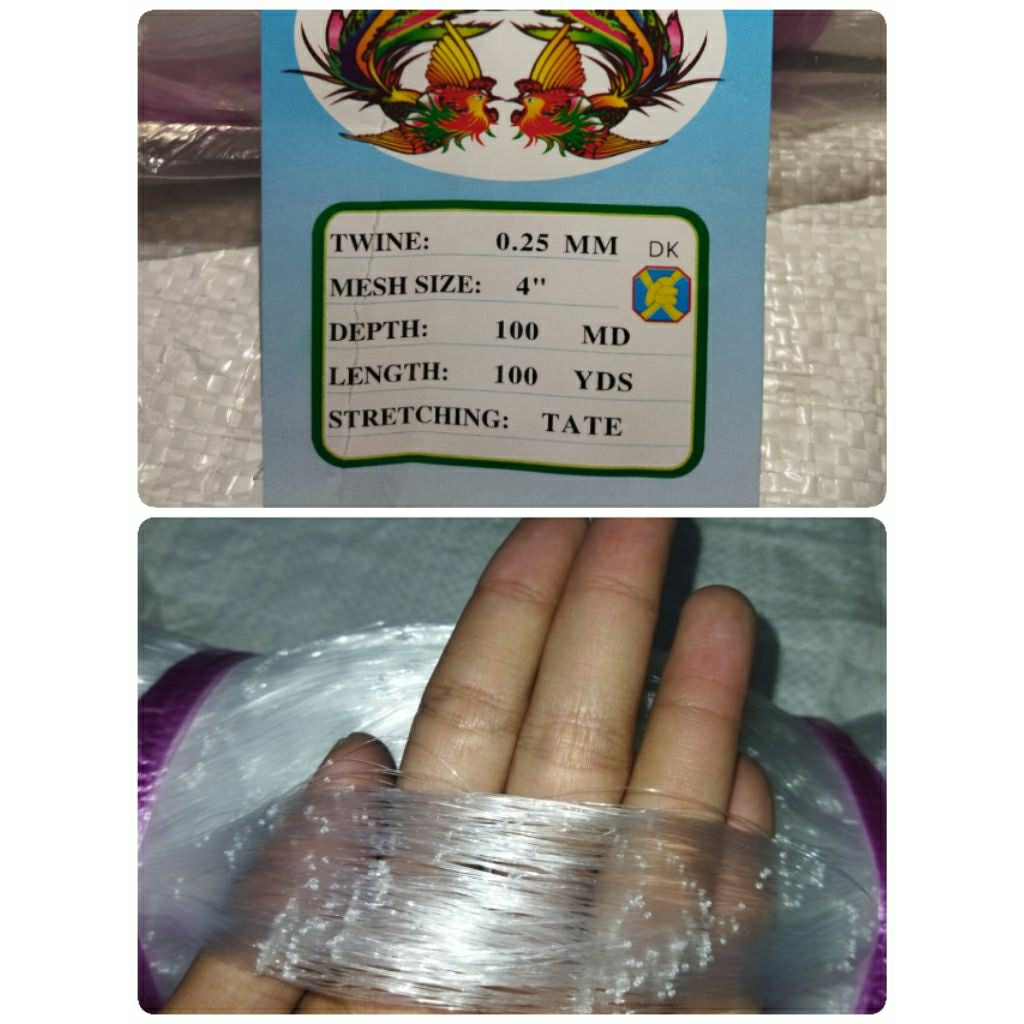 TWINE: 0.25 MM
DK
MESH SIZE: 4"
DEPTH: 100 MD
LENGTH: 100 YDS
STRETCHING: TATE